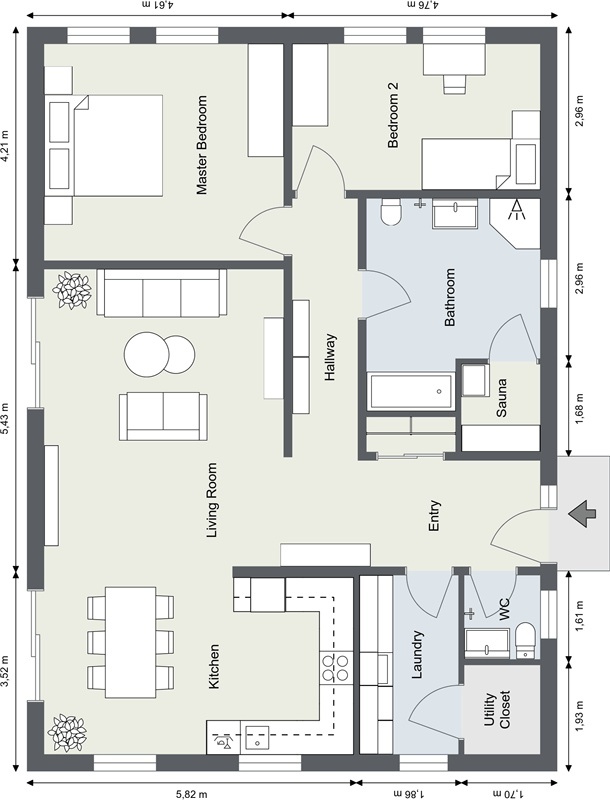 4,61 m
4,76 m
4,21 m
Master Bedroom
Bedroom 2
2,96 m
Bathroom
2,96 m
5,43 m
Hallway
Sauna
1,68 m
Living Room
Entry
Kitchen
Laundry
WC
1,61 m
3,52 m
Utility
Closet
1,93 m
5,82 m
1,86 m
1,70 m